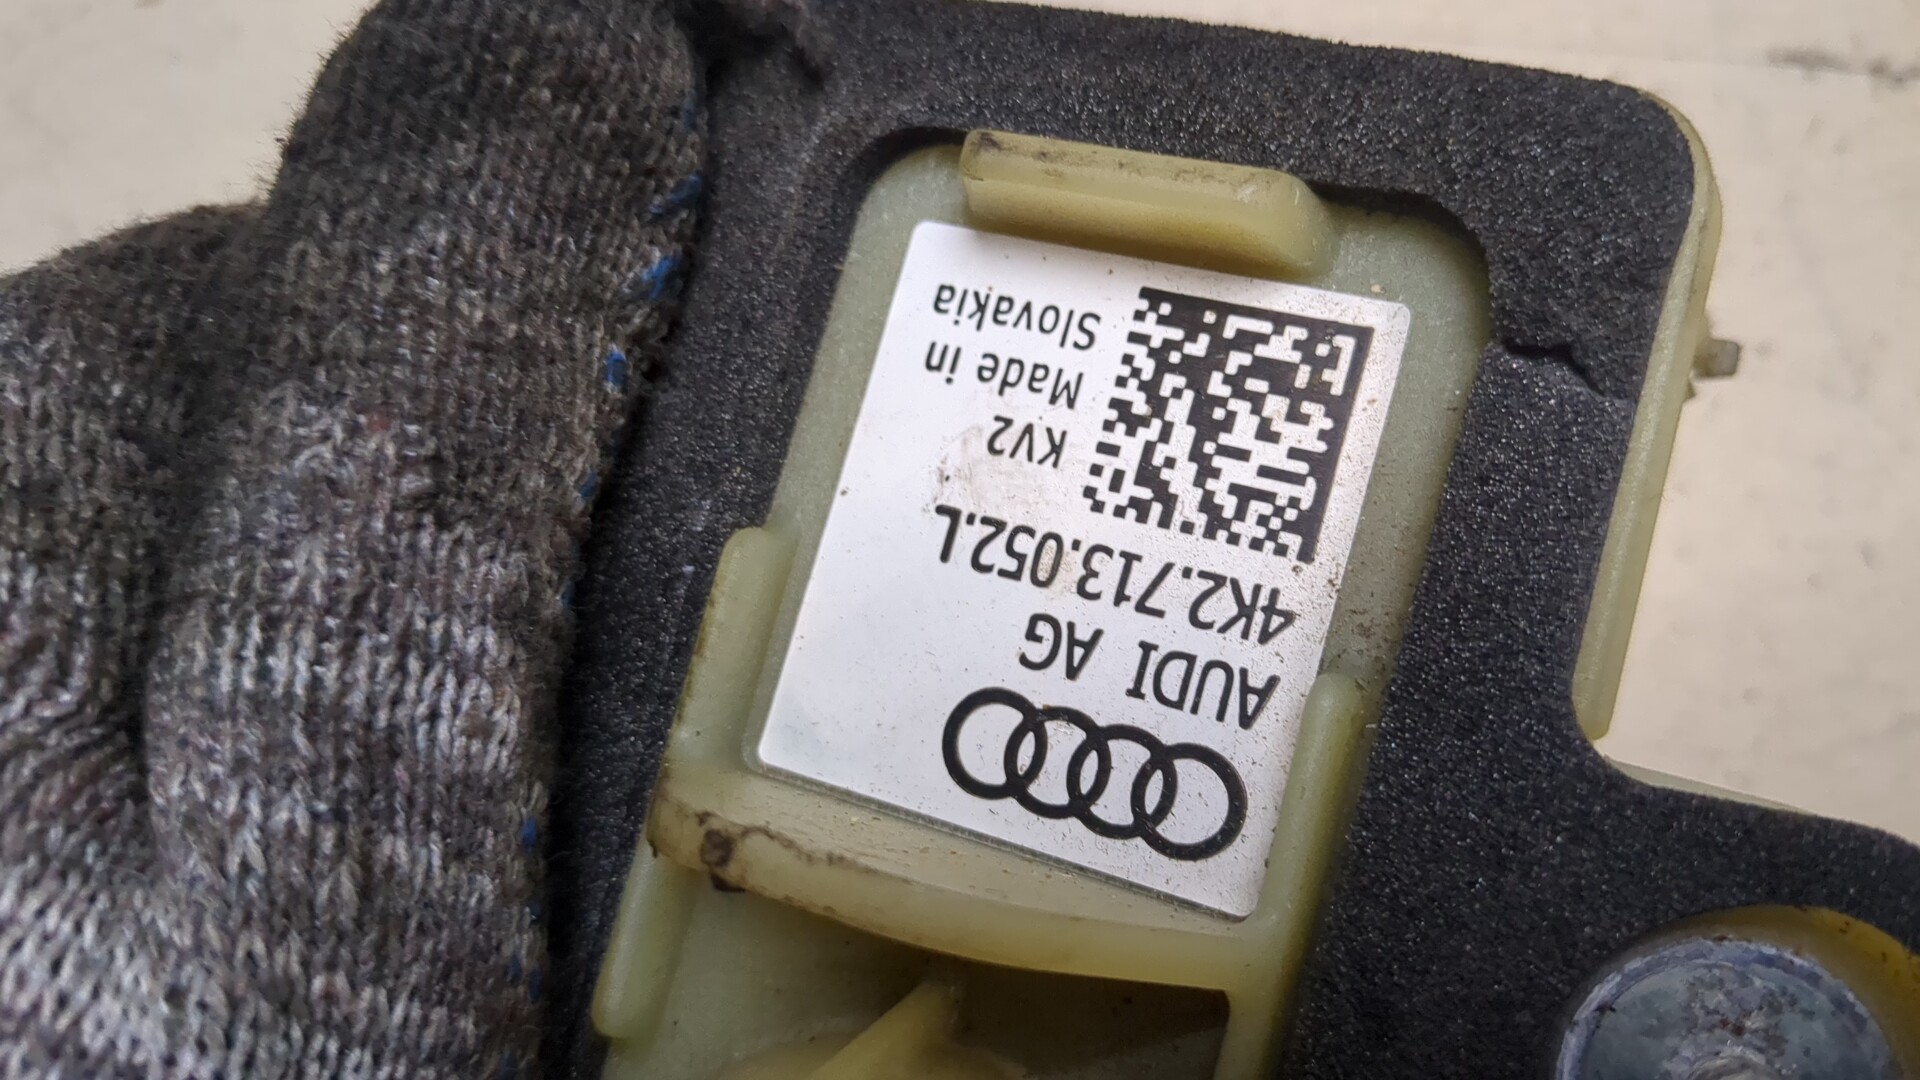 AUDI AG
4K2.713.052.L
KV2
Made in
Slovakia